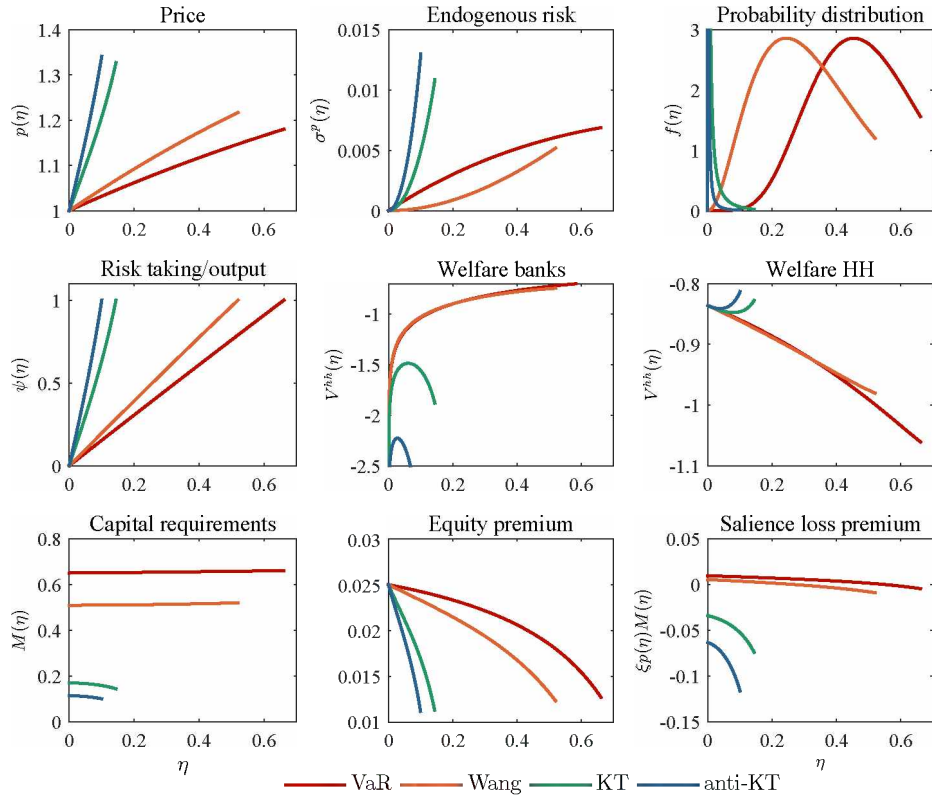 Price
Endogenous risk
Probability distribution
1.4
1.3
1.2
1.1
1
p(η)
0 0.2 0.4 0.6
0.015
0.01
0.005
0
σ^p(η)
0 0.2 0.4 0.6
3
2
1
0
f(η)
0 0.2 0.4 0.6
Risk taking/output
Welfare banks
Welfare HH
1
0.5
0
ψ(η)
0 0.2 0.4 0.6
-1
-1.5
-2
-2.5
V^{hh}(η)
0 0.2 0.4 0.6
-0.8
-0.9
-1
-1.1
V^{hh}(η)
0 0.2 0.4 0.6
Capital requirements
Equity premium
Salience loss premium
0.8
0.6
0.4
0.2
0
M(η)
0 0.2 0.4 0.6
η
0.03
0.025
0.02
0.015
0.01
0 0.2 0.4 0.6
0.05
0
-0.05
-0.1
-0.15
ξp(η)M(η)
0 0.2 0.4 0.6
η
VaR Wang KT anti-KT